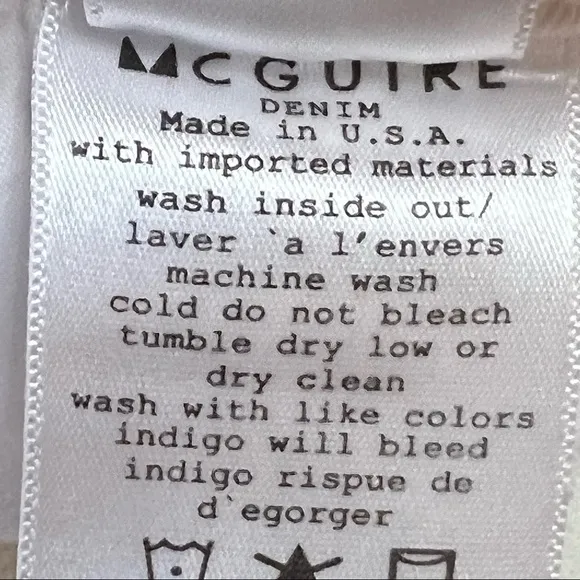 MCGUIRE
DENIM
Made in U.S.A.
with imported materials
wash inside out/
laver `a l'envers
machine wash
cold do not bleach
tumble dry low or
dry clean
wash with like colors
indigo will bleed
indigo rispue de
d`egorger